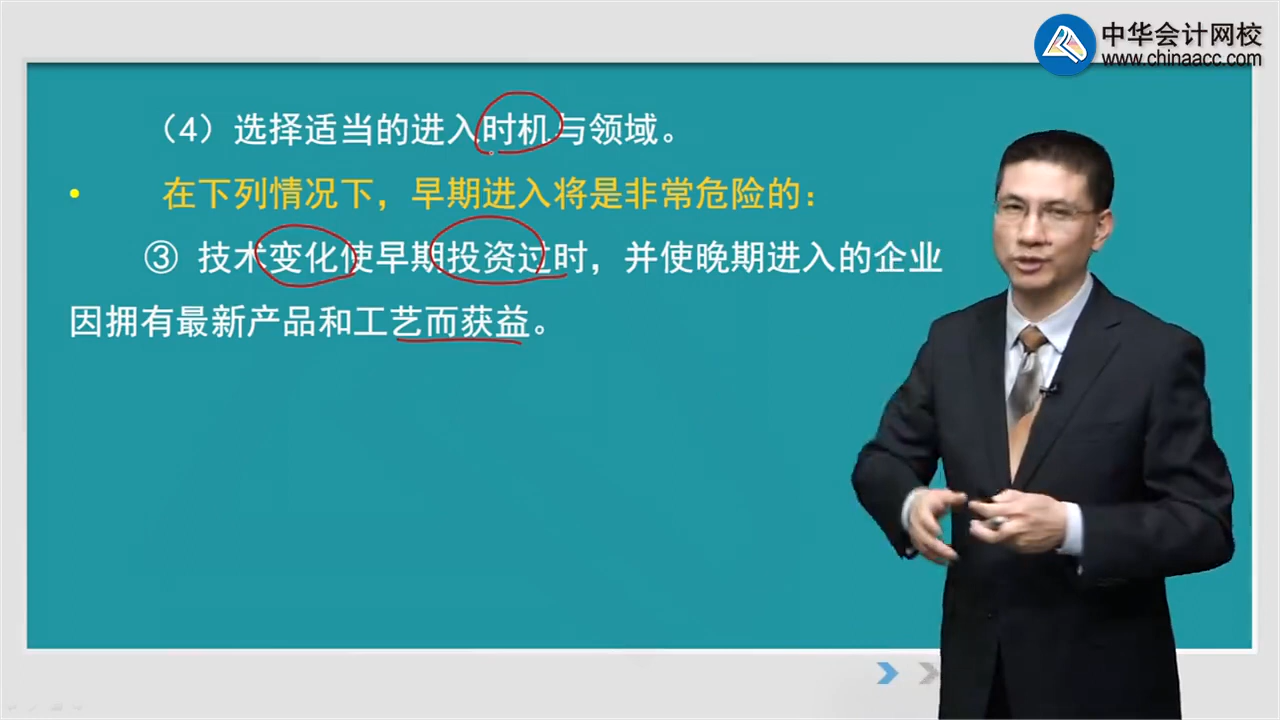 中华会计网校
www.chinaacc.com
（4）选择适当的进入时机与领域。
• 在下列情况下，早期进入将是非常危险的：
③ 技术变化使早期投资过时，并使晚期进入的企业
因拥有最新产品和工艺而获益。